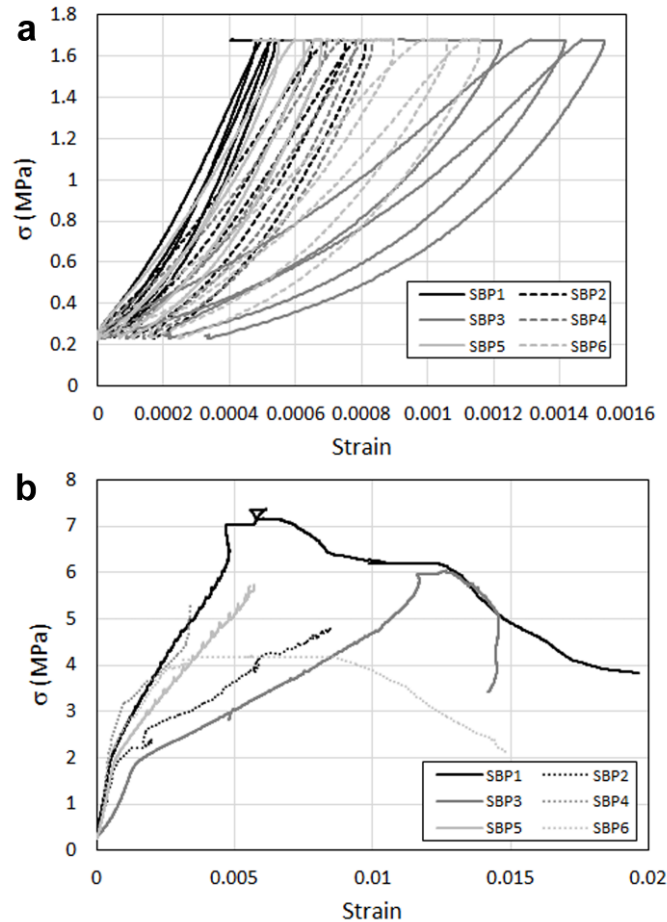 a
1.8
1.6
1.4
1.2
1
0.8
0.6
0.4
0.2
0
σ (MPa)
SBP1 SBP2
SBP3 SBP4
SBP5 SBP6
0 0.0002 0.0004 0.0006 0.0008 0.001 0.0012 0.0014 0.0016
Strain
b
8
7
6
5
4
3
2
1
0
σ (MPa)
SBP1 SBP2
SBP3 SBP4
SBP5 SBP6
0 0.005 0.01 0.015 0.02
Strain